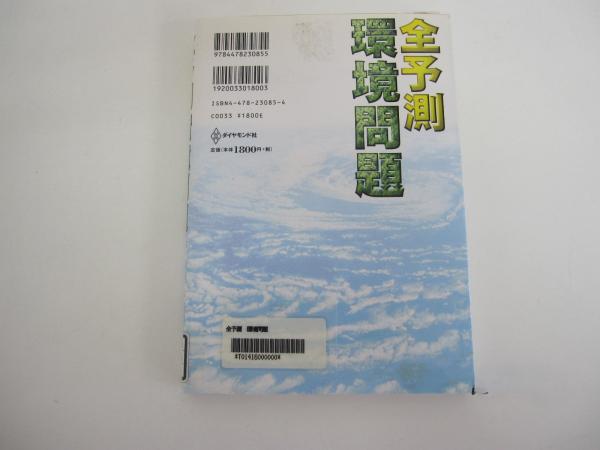 全予測
環境問題
9784478230855
1920033018003
ISBN4-478-23085-4
C0033 ¥1800E
ダイヤモンド社
定価(本体1800円+税)
全予測 環境問題
*T01416000000*